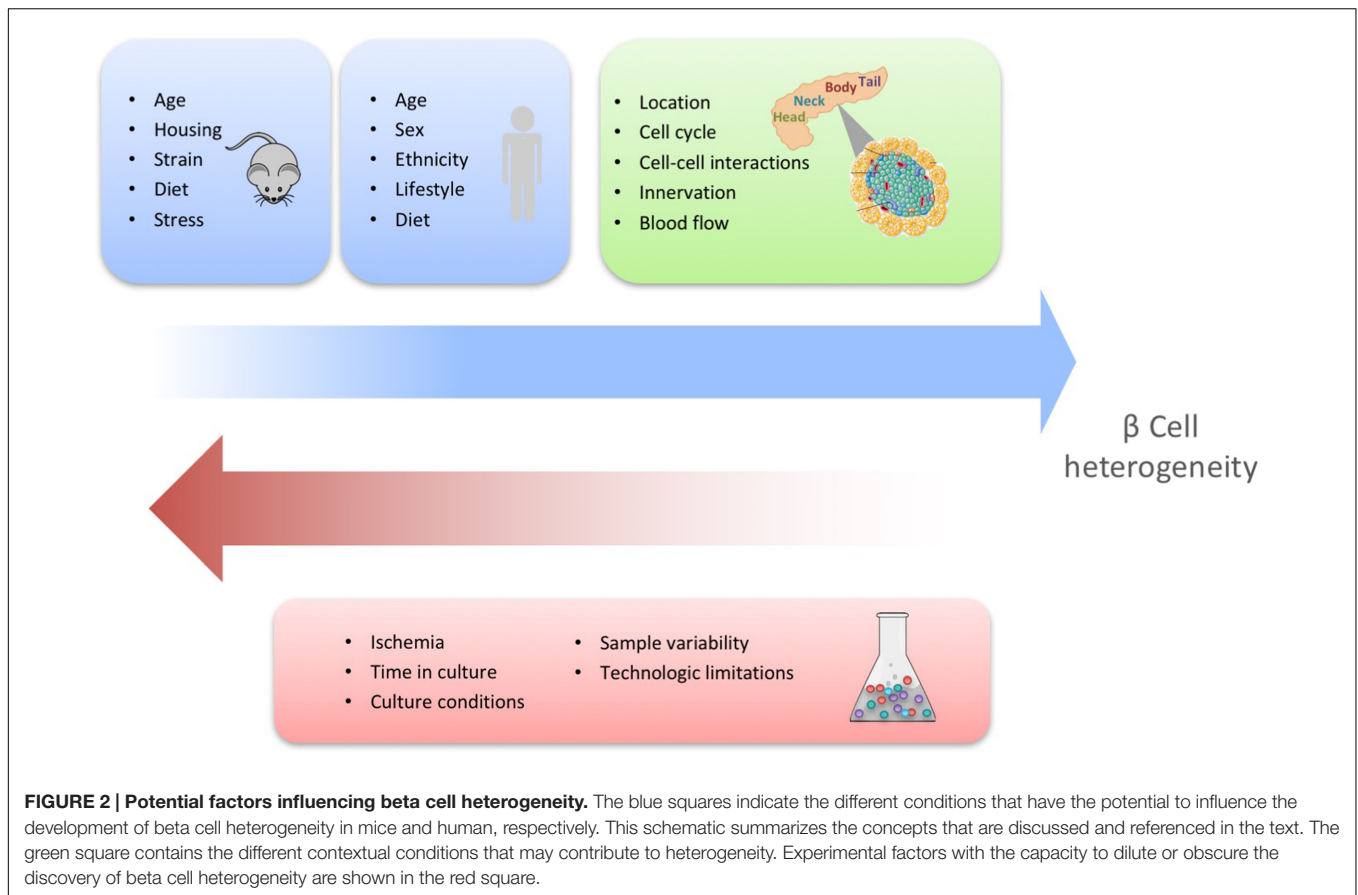 • Age
• Housing
• Strain
• Diet
• Stress
• Age
• Sex
• Ethnicity
• Lifestyle
• Diet
• Location
• Cell cycle
• Cell-cell interactions
• Innervation
• Blood flow
Head
Neck
Body
Tail
β Cell
heterogeneity
• Ischemia
• Time in culture
• Culture conditions
• Sample variability
• Technologic limitations
FIGURE 2 | Potential factors influencing beta cell heterogeneity. The blue squares indicate the different conditions that have the potential to influence the
development of beta cell heterogeneity in mice and human, respectively. This schematic summarizes the concepts that are discussed and referenced in the text. The
green square contains the different contextual conditions that may contribute to heterogeneity. Experimental factors with the capacity to dilute or obscure the
discovery of beta cell heterogeneity are shown in the red square.